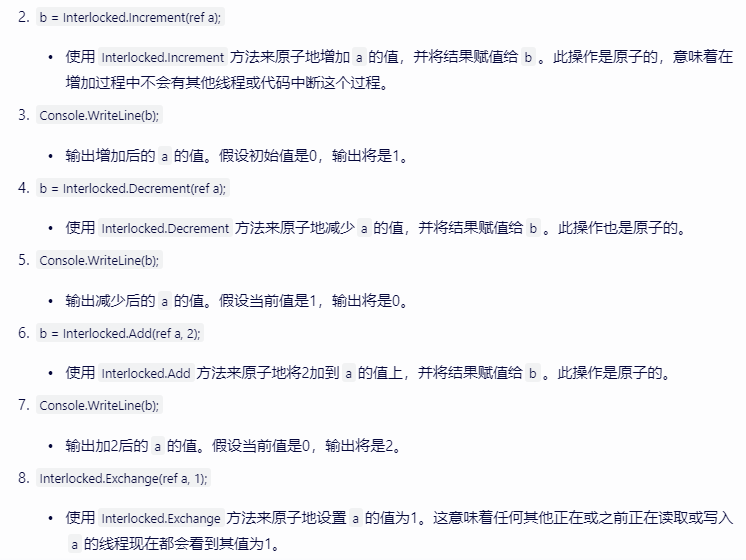 2. b = Interlocked.Increment(ref a);
• 使用 Interlocked.Increment 方法来原子地增加 a 的值，并将结果赋值给 b 。此操作是原子的，意味着在
增加过程中不会有其他线程或代码中断这个过程。
3. Console.WriteLine(b);
• 输出增加后的 a 的值。假设初始值是0，输出将是1。
4. b = Interlocked.Decrement(ref a);
• 使用 Interlocked.Decrement 方法来原子地减少 a 的值，并将结果赋值给 b 。此操作也是原子的。
5. Console.WriteLine(b);
• 输出减少后的 a 的值。假设当前值是1，输出将是0。
6. b = Interlocked.Add(ref a, 2);
• 使用 Interlocked.Add 方法来原子地将2加到 a 的值上，并将结果赋值给 b 。此操作是原子的。
7. Console.WriteLine(b);
• 输出加2后的 a 的值。假设当前值是0，输出将是2。
8. Interlocked.Exchange(ref a, 1);
• 使用 Interlocked.Exchange 方法来原子地设置 a 的值为1。这意味着任何其他正在或之前正在读取或写入
a 的线程现在都会看到其值为1。